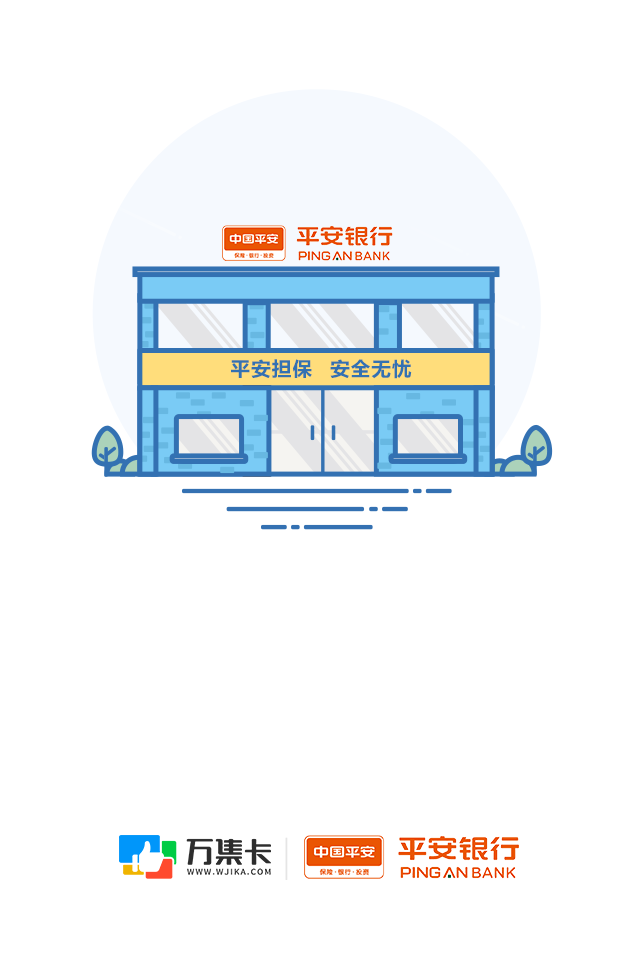 中国平安
保险·银行·投资
平安银行
PING AN BANK
平安担保 安全无忧
万集卡
WWW.WJIKA.COM
中国平安
保险·银行·投资
平安银行
PING AN BANK